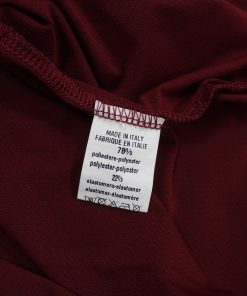 MADE IN ITALY
FABRIQUE EN ITALIE
78%
poliestere-polyester
polyester-polyester
22%
elastomero-elastomer
elastomer-elastomère